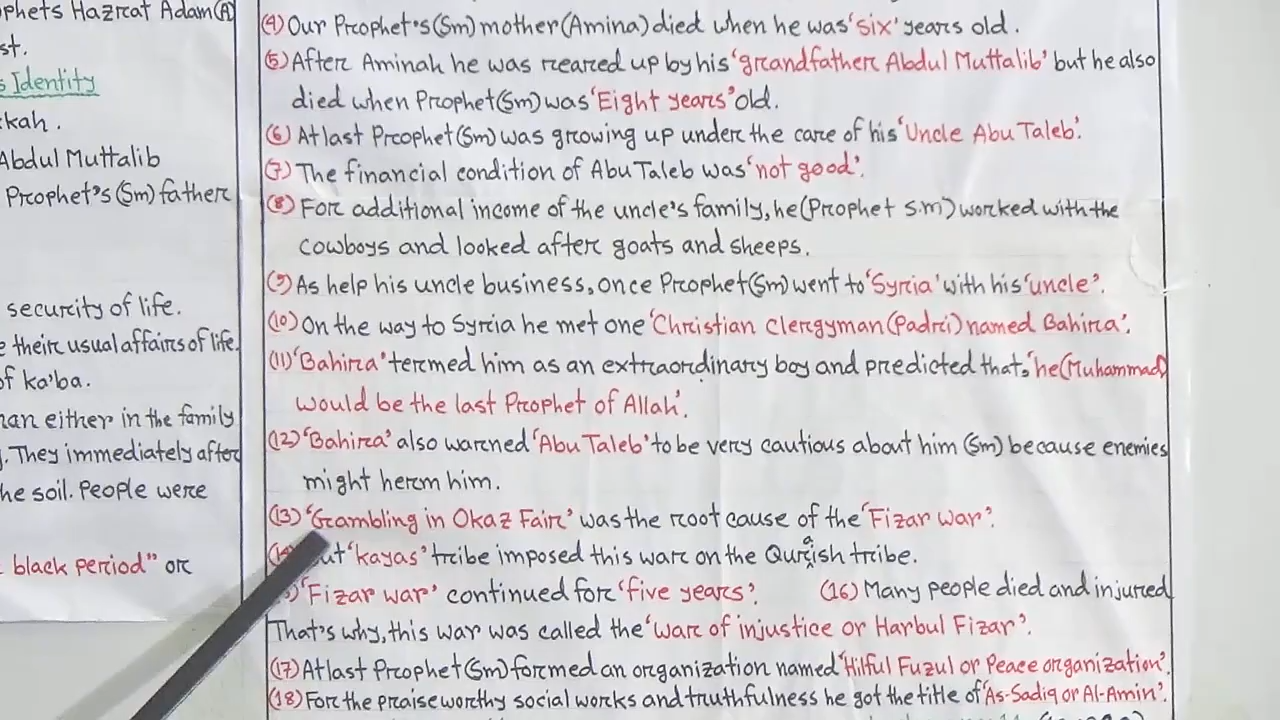 phets Hazrat Adam(A)
st.
s Identity
kkah.
Abdul Muttalib
Prophet's(Sm) father
security of life.
e their usual affairs of life.
of ka'ba.
man either in the family
. They immediately after
he soil. People were
black period" or
(4) Our Prophet's(Sm) mother(Amina) died when he was 'six' years old.
(5) After Aminah he was reared up by his 'grandfather Abdul Muttalib' but he also
died when Prophet(Sm) was 'Eight years' old.
(6) At last Prophet(Sm) was growing up under the care of his 'Uncle Abu Taleb'.
(7) The financial condition of Abu Taleb was 'not good'.
(8) For additional income of the uncle's family, he(Prophet s.m) worked with the
cowboys and looked after goats and sheeps.
(9) As help his uncle business, once Prophet(Sm) went to 'Syria' with his 'uncle'.
(10) On the way to Syria he met one 'Christian Clergyman(Padri) named Bahira'.
(11) 'Bahira' termed him as an extraordinary boy and predicted that, 'he(Muhammad)
would be the last Prophet of Allah'.
(12) 'Bahira' also warned 'Abu Taleb' to be very cautious about him (Sm) because enemies
might herm him.
(13) 'Grambling in Okaz Fair' was the root cause of the 'Fizar war'.
(14) ut 'kayas' tribe imposed this war on the Quraish tribe.
) 'Fizar war' continued for 'five years'. (16) Many people died and injured
That's why, this war was called the 'war of injustice or Harbul Fizar'.
(17) At last Prophet(Sm) formed an organization named 'Hilful Fuzul or Peace organization'.
(18) For the praiseworthy social works and truthfulness he got the title of 'As-Sadiq or Al-Amin'.